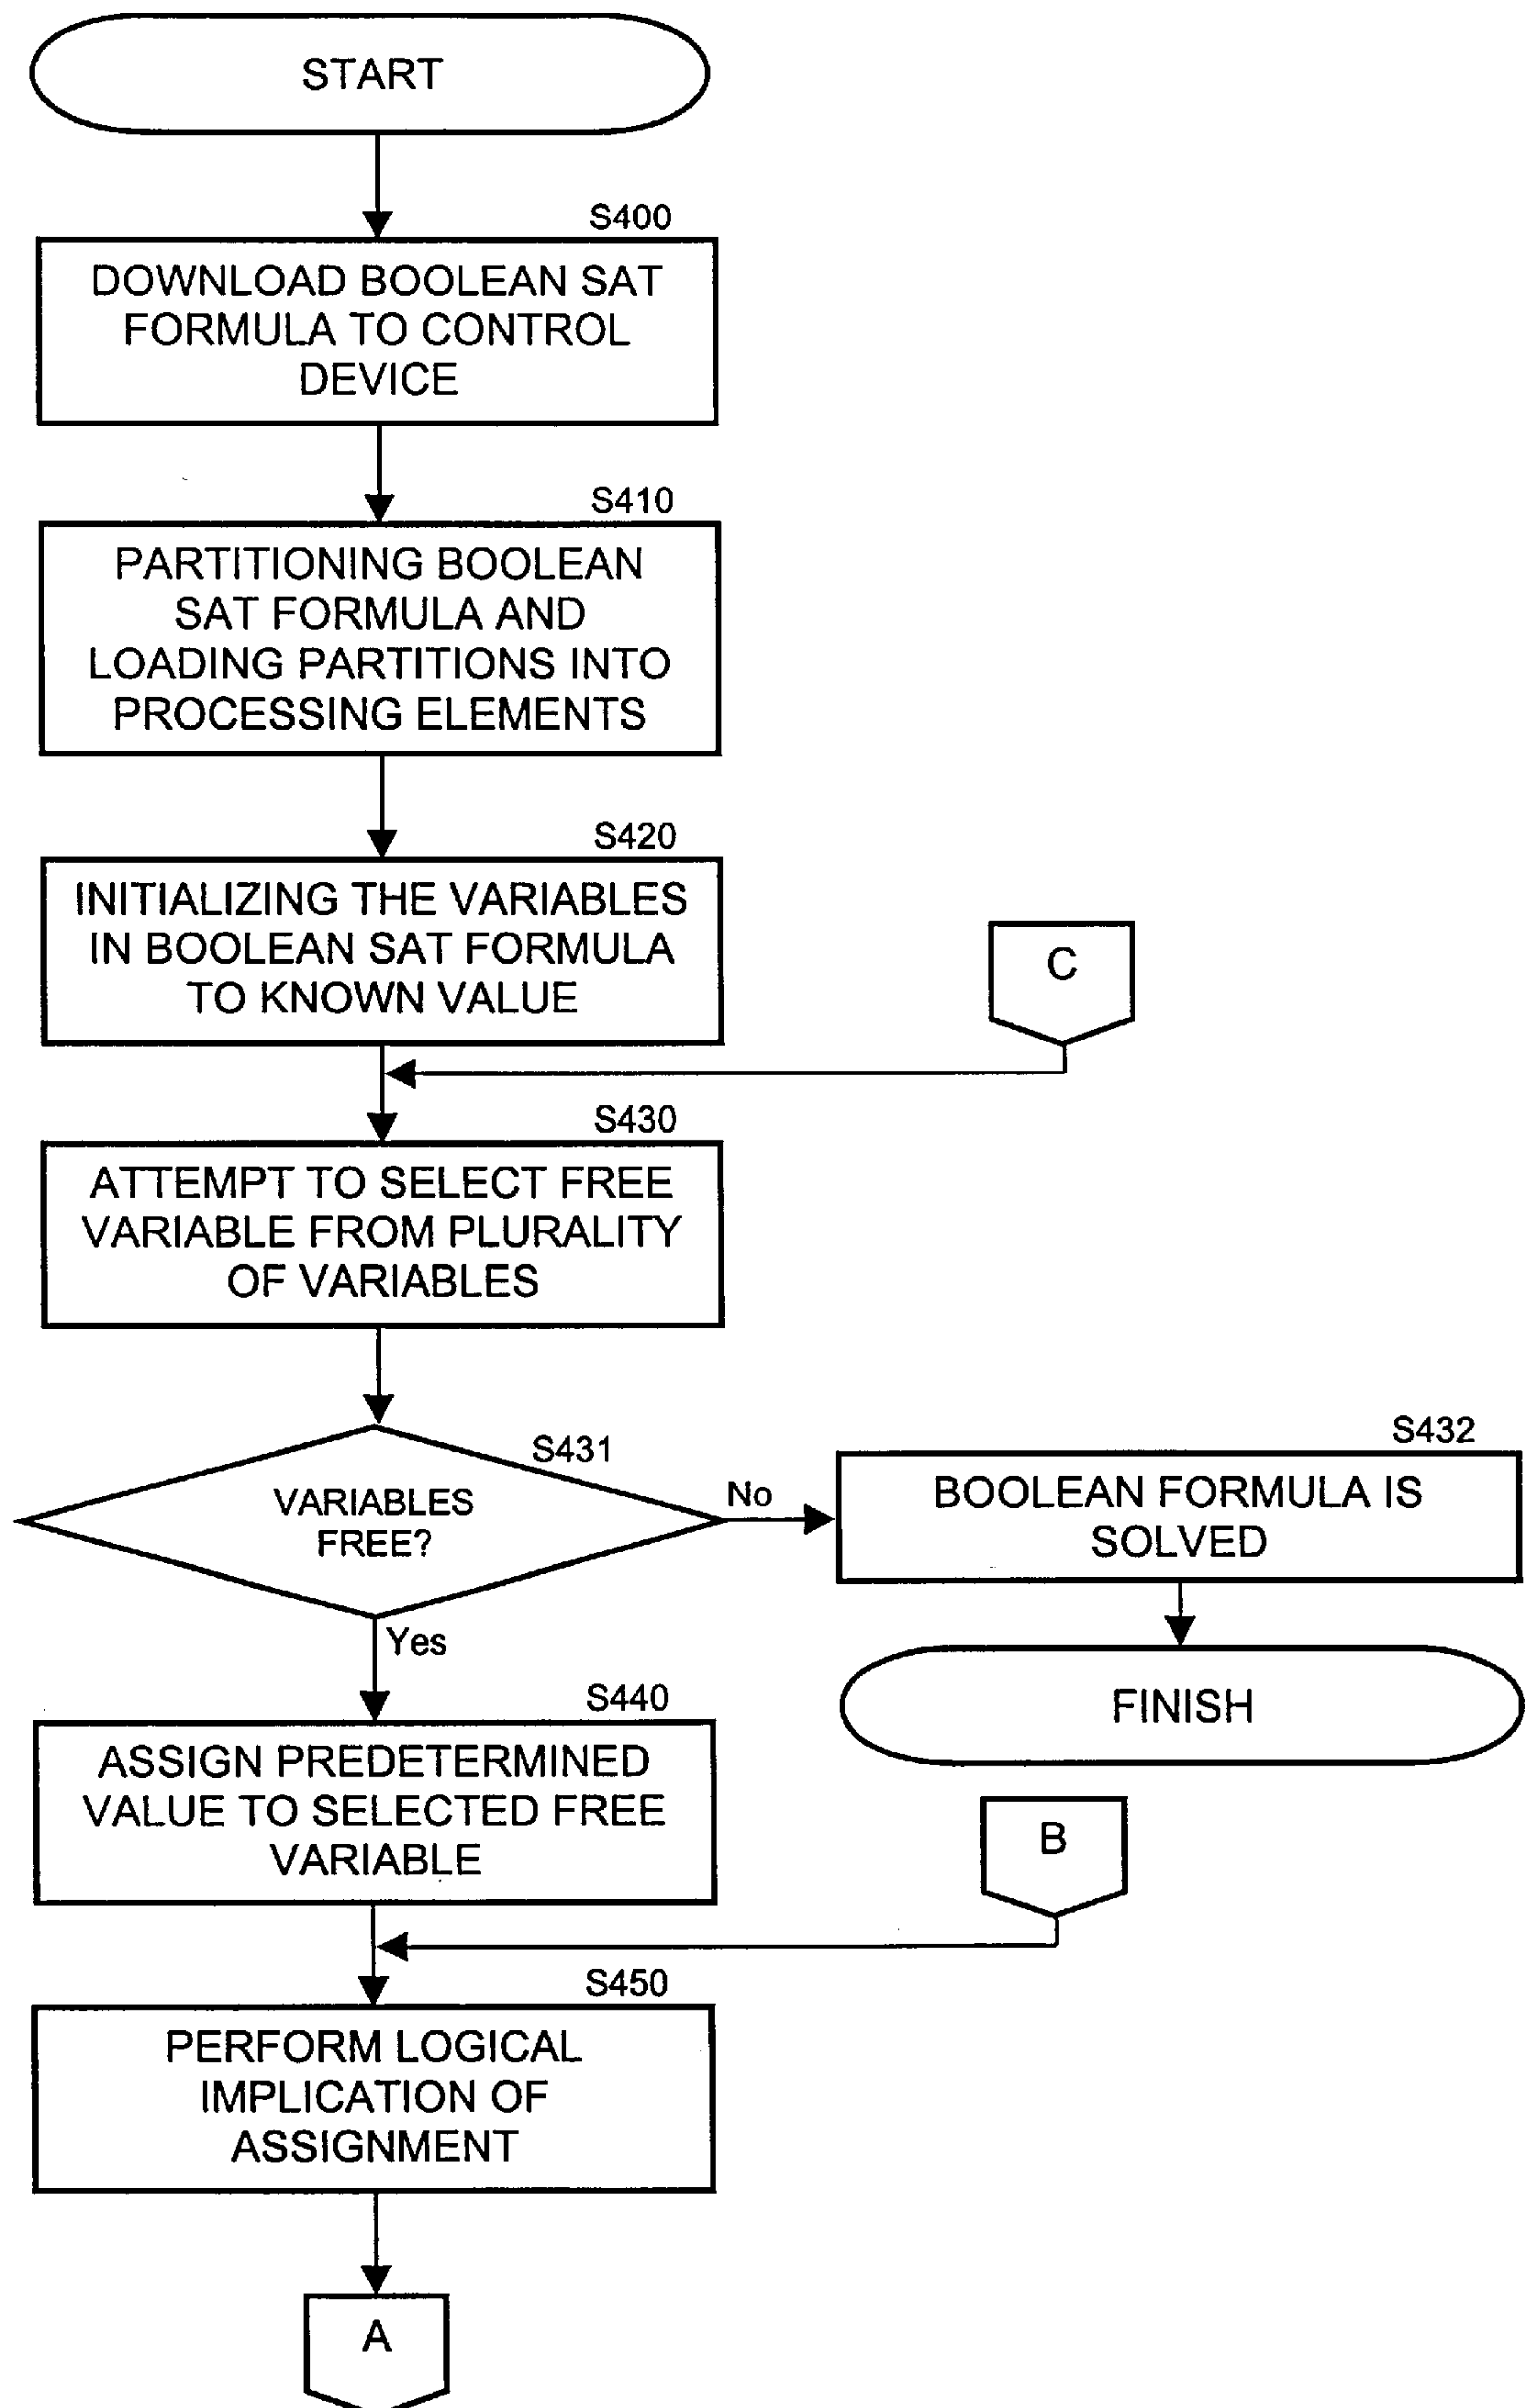 START
S400
DOWNLOAD BOOLEAN SAT
FORMULA TO CONTROL
DEVICE
S410
PARTITIONING BOOLEAN
SAT FORMULA AND
LOADING PARTITIONS INTO
PROCESSING ELEMENTS
S420
INITIALIZING THE VARIABLES
IN BOOLEAN SAT FORMULA
TO KNOWN VALUE
C
S430
ATTEMPT TO SELECT FREE
VARIABLE FROM PLURALITY
OF VARIABLES
S431
VARIABLES
FREE?
No
S432
BOOLEAN FORMULA IS
SOLVED
FINISH
Yes
S440
ASSIGN PREDETERMINED
VALUE TO SELECTED FREE
VARIABLE
B
S450
PERFORM LOGICAL
IMPLICATION OF
ASSIGNMENT
A